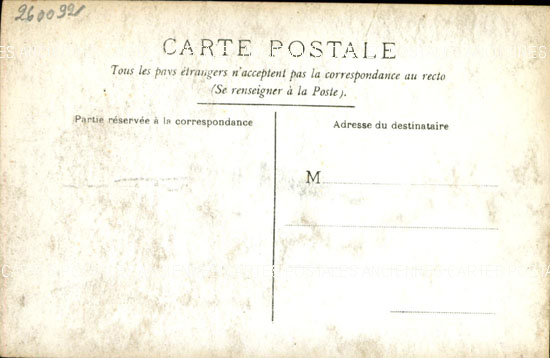 260092
CARTE POSTALE
Tous les pays étrangers n'acceptent pas la correspondance au recto
(Se renseigner à la Poste).
Partie réservée à la correspondance
Adresse du destinataire
M